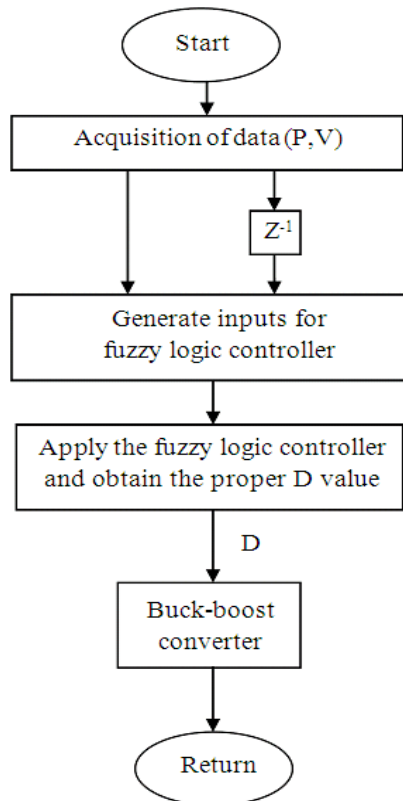 Start
Acquisition of data (P,V)
Z-1
Generate inputs for
fuzzy logic controller
Apply the fuzzy logic controller
and obtain the proper D value
D
Buck-boost
converter
Return